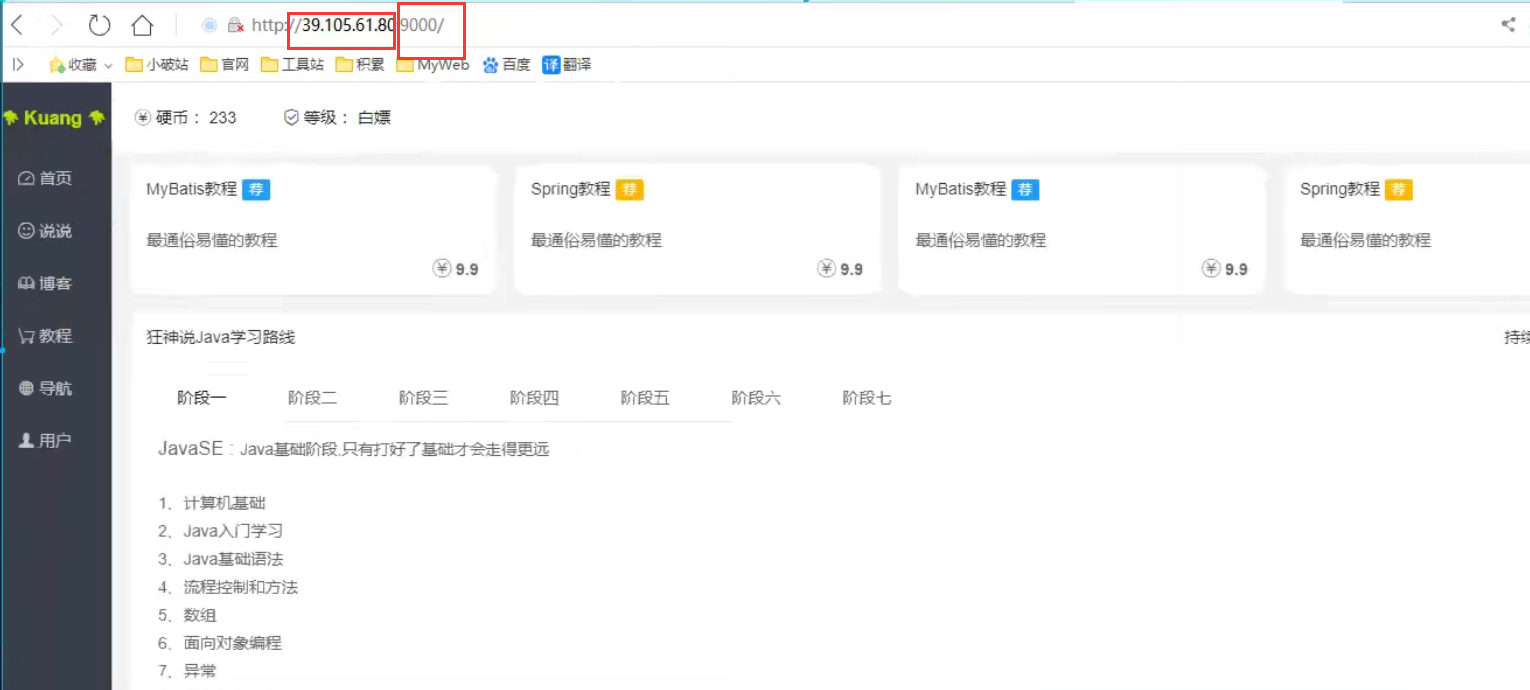 http://39.105.61.80:9000/
收藏 小破站 官网 工具站 积累 MyWeb 百度 译 翻译
Kuang
硬币： 233 等级： 白嫖
首页
说说
博客
教程
导航
用户
MyBatis教程 荐
最通俗易懂的教程
¥ 9.9
Spring教程 荐
最通俗易懂的教程
¥ 9.9
MyBatis教程 荐
最通俗易懂的教程
¥ 9.9
Spring教程 荐
最通俗易懂的教程
狂神说Java学习路线 持续
阶段一 阶段二 阶段三 阶段四 阶段五 阶段六 阶段七
JavaSE : Java基础阶段,只有打好了基础才会走得更远
1、计算机基础
2、Java入门学习
3、Java基础语法
4、流程控制和方法
5、数组
6、面向对象编程
7、异常